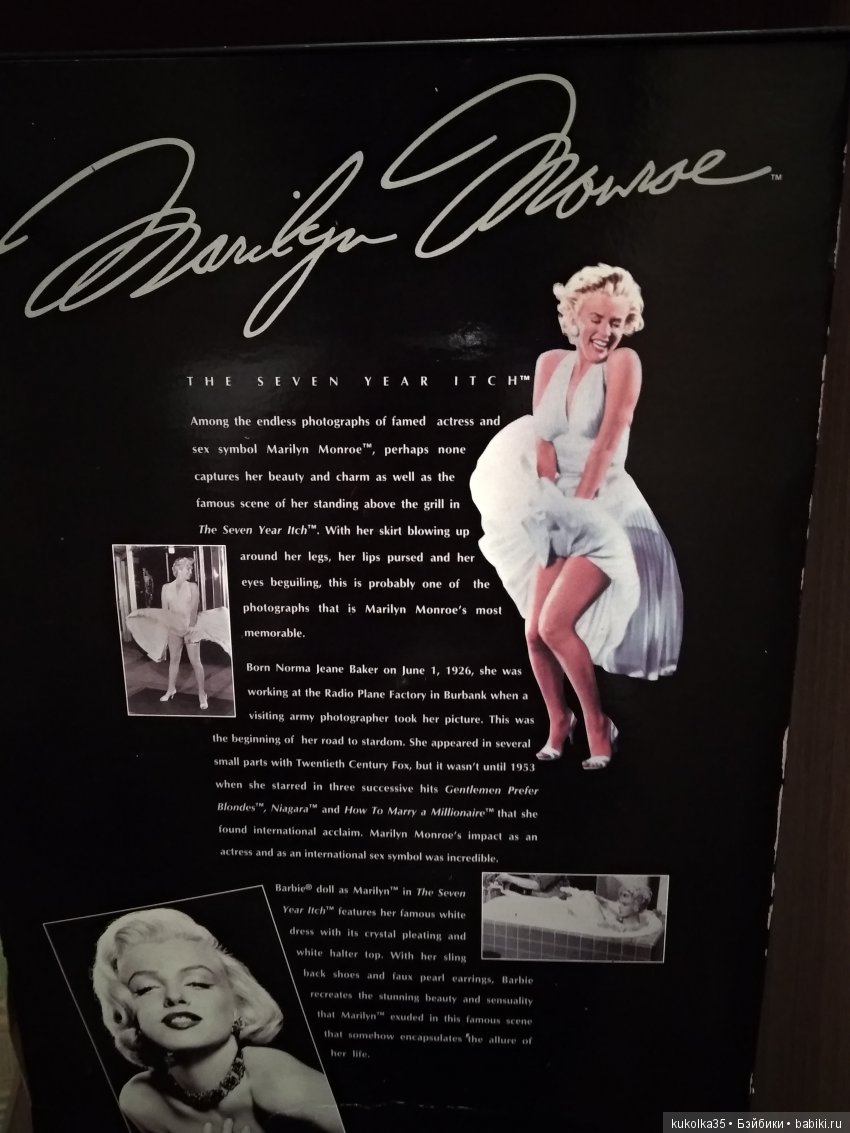 Marilyn Monroe™
THE SEVEN YEAR ITCH™
Among the endless photographs of famed actress and
sex symbol Marilyn Monroe™, perhaps none
captures her beauty and charm as well as the
famous scene of her standing above the grill in
The Seven Year Itch™. With her skirt blowing up
around her legs, her lips pursed and her
eyes beguiling, this is probably one of the
photographs that is Marilyn Monroe's most
memorable.
Born Norma Jeane Baker on June 1, 1926, she was
working at the Radio Plane Factory in Burbank when a
visiting army photographer took her picture. This was
the beginning of her road to stardom. She appeared in several
small parts with Twentieth Century Fox, but it wasn't until 1953
when she starred in three successive hits Gentlemen Prefer
Blondes™, Niagara™ and How To Marry a Millionaire™ that she
found international acclaim. Marilyn Monroe's impact as an
actress and as an international sex symbol was incredible.
Barbie® doll as Marilyn™ in The Seven
Year Itch™ features her famous white
dress with its crystal pleating and
white halter top. With her sling
back shoes and faux pearl earrings, Barbie
recreates the stunning beauty and sensuality
that Marilyn™ exuded in this famous scene
that somehow encapsulates the allure of
her life.
kukolka35 • Бэйбики • babiki.ru